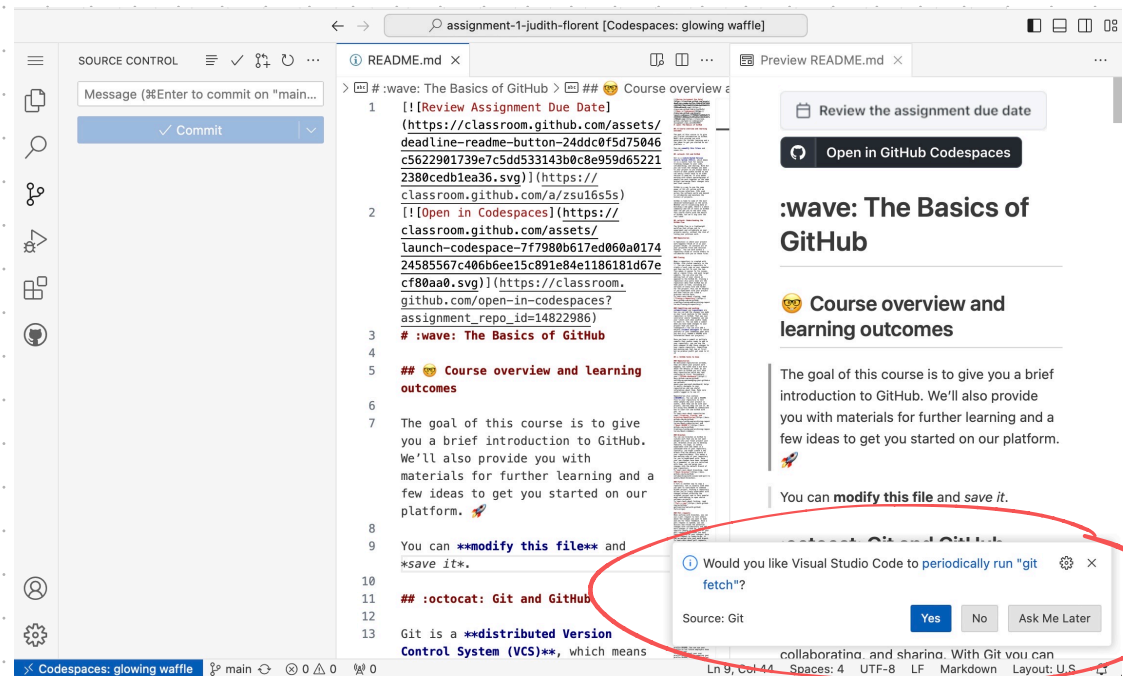 assignment-1-judith-florent [Codespaces: glowing waffle]
SOURCE CONTROL
Message (⌘Enter to commit on "main...
Commit
README.md
# :wave: The Basics of GitHub > ## 🤓 Course overview a
1 [![Review Assignment Due Date]
(https://classroom.github.com/assets/
deadline-readme-button-24ddc0f5d75046
c5622901739e7c5dd533143b0c8e959d65221
2380cedb1ea36.svg)](https://
classroom.github.com/a/zsu16s5s)
2 [![Open in Codespaces](https://
classroom.github.com/assets/
launch-codespace-7f7980b617ed060a0174
24585567c406b6ee15c891e84e1186181d67e
cf80aa0.svg)](https://classroom.
github.com/open-in-codespaces?
assignment_repo_id=14822986)
3 # :wave: The Basics of GitHub
4
5 ## 🤓 Course overview and learning
outcomes
6
7 The goal of this course is to give
you a brief introduction to GitHub.
We’ll also provide you with
materials for further learning and a
few ideas to get you started on our
platform. 🚀
8
9 You can **modify this file** and
*save it*.
10
11 ## :octocat: Git and GitHub
12
13 Git is a **distributed Version
Control System (VCS)**, which means
Preview README.md
Review the assignment due date
Open in GitHub Codespaces
:wave: The Basics of
GitHub
🤓 Course overview and
learning outcomes
The goal of this course is to give you a brief
introduction to GitHub. We’ll also provide
you with materials for further learning and a
few ideas to get you started on our platform.
🚀
You can modify this file and save it.
:octocat: Git and GitHub
Would you like Visual Studio Code to periodically run "git
fetch"?
Source: Git
Yes
No
Ask Me Later
collaborating, and sharing. With Git you can
Codespaces: glowing waffle
main
0 0
0
Ln 9, Col 44
Spaces: 4
UTF-8
LF
Markdown
Layout: U.S.